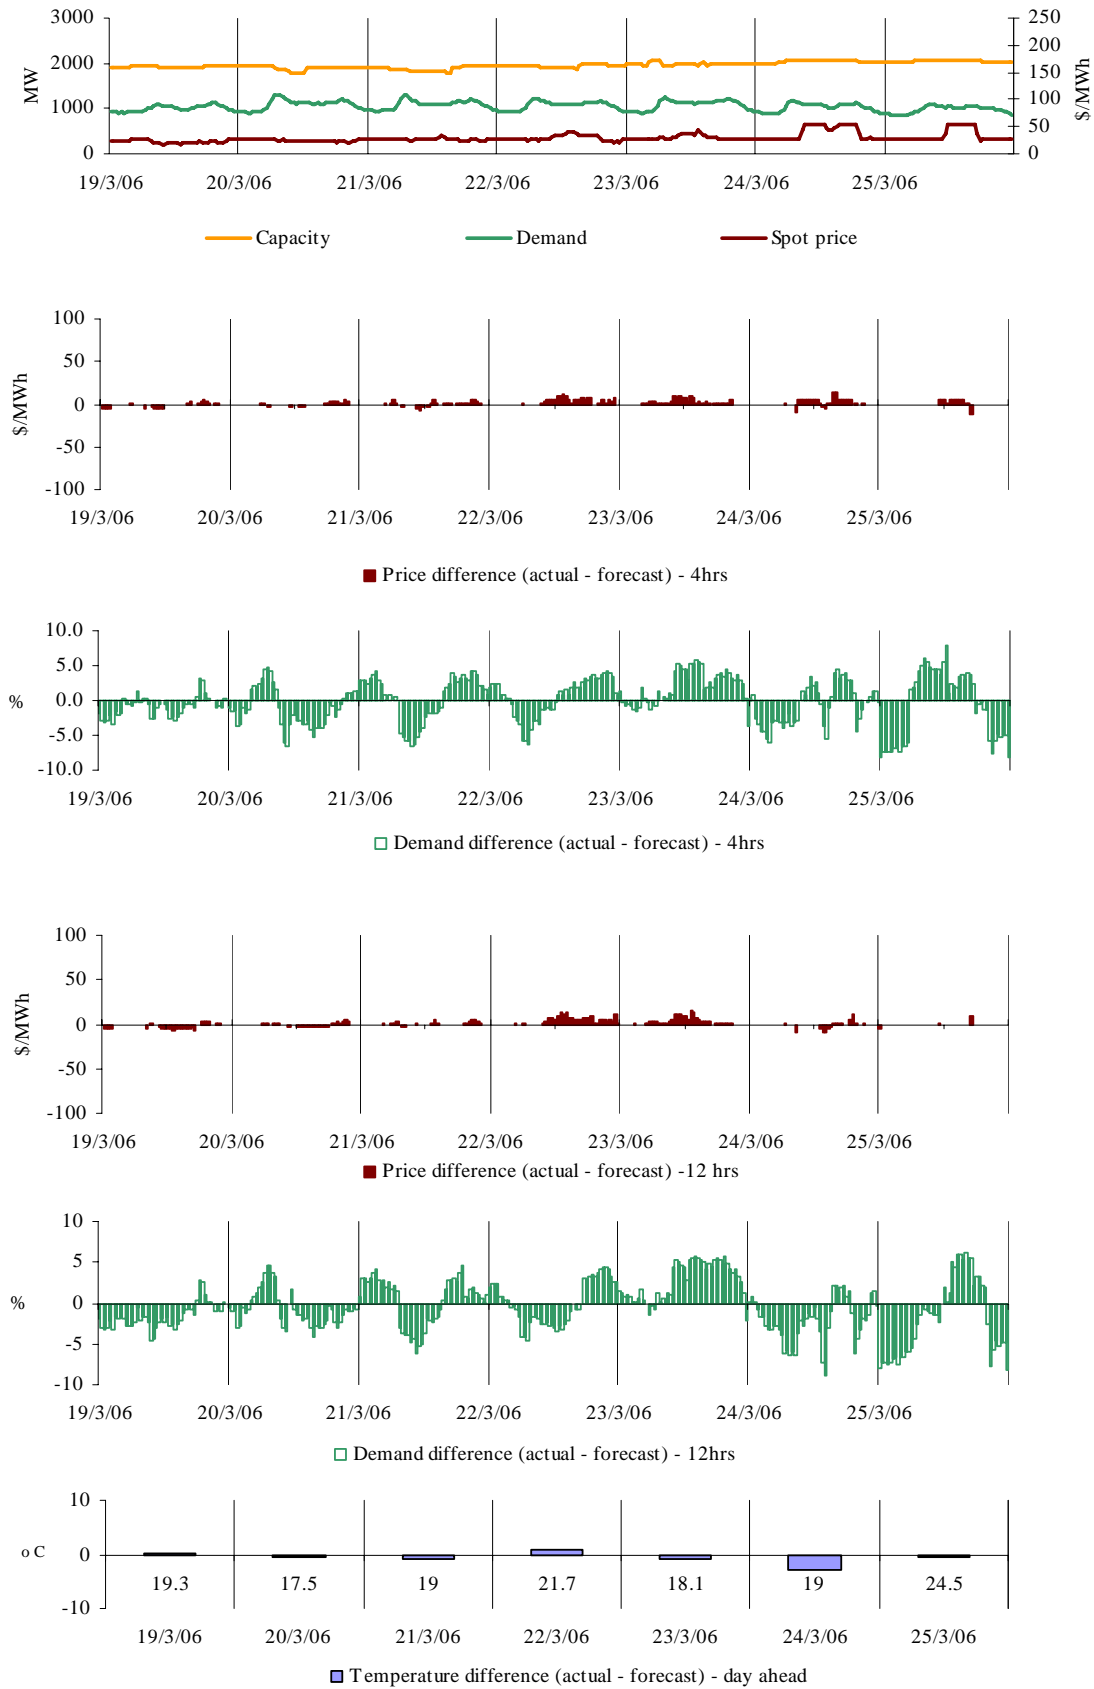 3000
2000
1000
0
MW
250
200
150
100
50
0
$/MWh
19/3/06 20/3/06 21/3/06 22/3/06 23/3/06 24/3/06 25/3/06
Capacity Demand Spot price
100
50
0
-50
-100
$/MWh
19/3/06 20/3/06 21/3/06 22/3/06 23/3/06 24/3/06 25/3/06
Price difference (actual - forecast) - 4hrs
10.0
5.0
0.0
-5.0
-10.0
%
19/3/06 20/3/06 21/3/06 22/3/06 23/3/06 24/3/06 25/3/06
Demand difference (actual - forecast) - 4hrs
100
50
0
-50
-100
$/MWh
19/3/06 20/3/06 21/3/06 22/3/06 23/3/06 24/3/06 25/3/06
Price difference (actual - forecast) -12 hrs
10
5
0
-5
-10
%
19/3/06 20/3/06 21/3/06 22/3/06 23/3/06 24/3/06 25/3/06
Demand difference (actual - forecast) - 12hrs
10
0
-10
o C
19.3 17.5 19 21.7 18.1 19 24.5
19/3/06 20/3/06 21/3/06 22/3/06 23/3/06 24/3/06 25/3/06
Temperature difference (actual - forecast) - day ahead